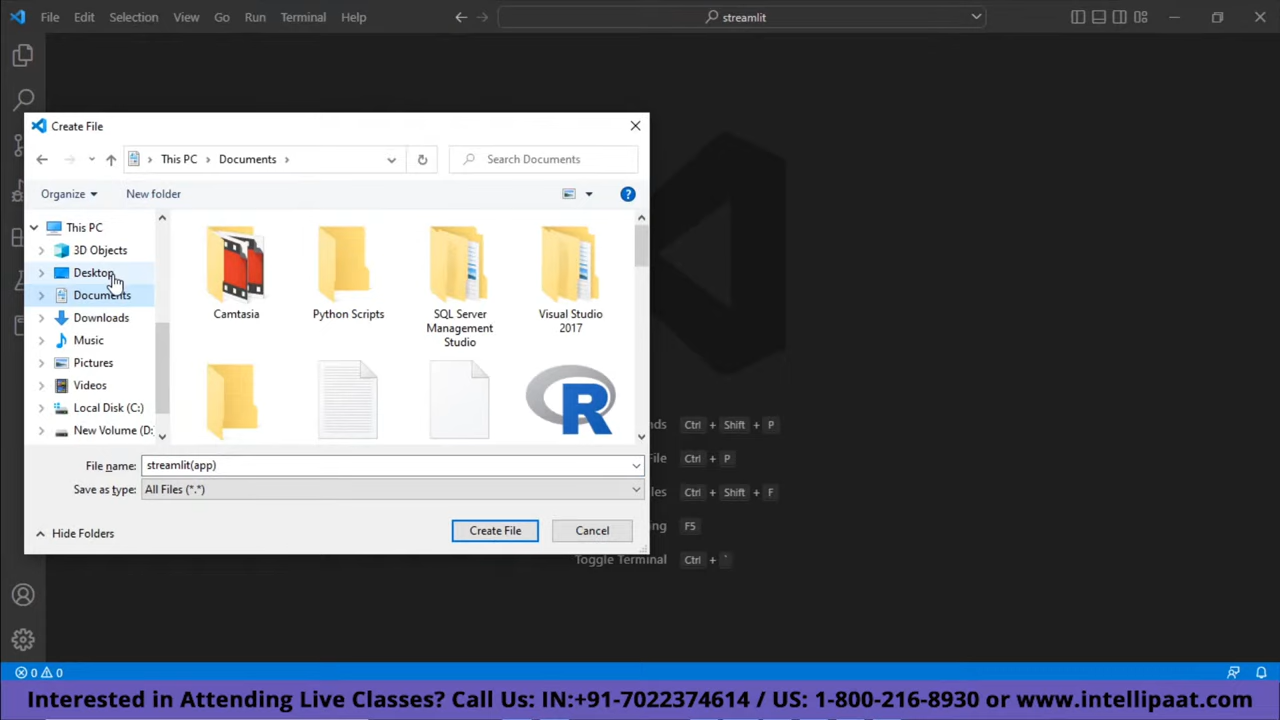 File Edit Selection View Go Run Terminal Help streamlit
Create File
This PC Documents Search Documents
Organize New folder
This PC
3D Objects
Desktop
Documents
Downloads
Music
Pictures
Videos
Local Disk (C:)
New Volume (D:
Camtasia
Python Scripts
SQL Server
Management
Studio
Visual Studio
2017
R
File name: streamlit(app)
Save as type: All Files (*.*)
Hide Folders Create File Cancel
nds Ctrl + Shift + P
File Ctrl + P
les Ctrl + Shift + F
ng F5
Toggle Terminal Ctrl + `
0 0
Interested in Attending Live Classes? Call Us: IN:+91-7022374614 / US: 1-800-216-8930 or www.intellipaat.com